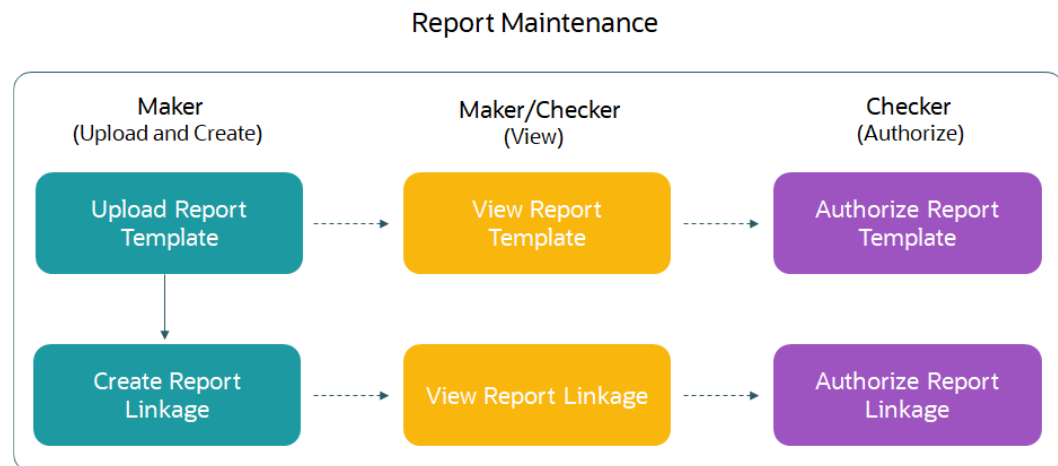 Report Maintenance
Maker
(Upload and Create)
Maker/Checker
(View)
Checker
(Authorize)
Upload Report
Template
View Report
Template
Authorize Report
Template
Create Report
Linkage
View Report Linkage
Authorize Report
Linkage